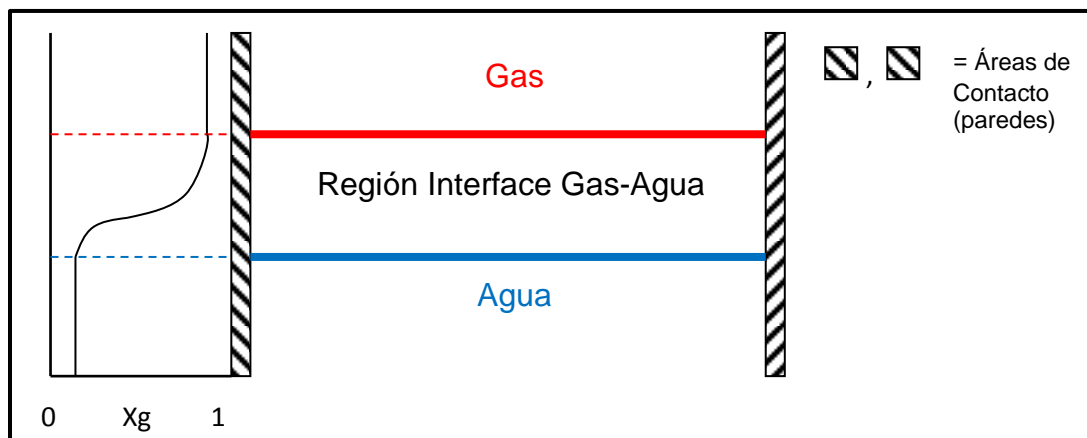 Gas
, = Áreas de
Contacto
(paredes)
Región Interface Gas-Agua
Agua
0 Xg 1